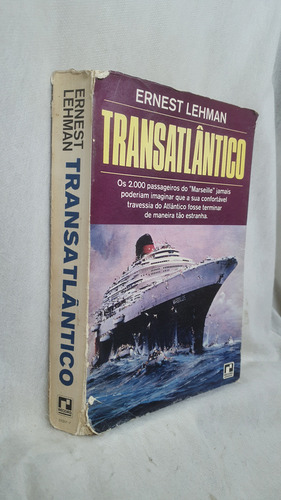 ERNEST LEHMAN
TRANSATLÂNTICO
Os 2.000 passageiros do "Marseille" jamais
poderiam imaginar que a sua confortável
travessia do Atlântico fosse terminar
de maneira tão estranha.
ERNEST
LEHMAN
TRANSATLÂNTICO